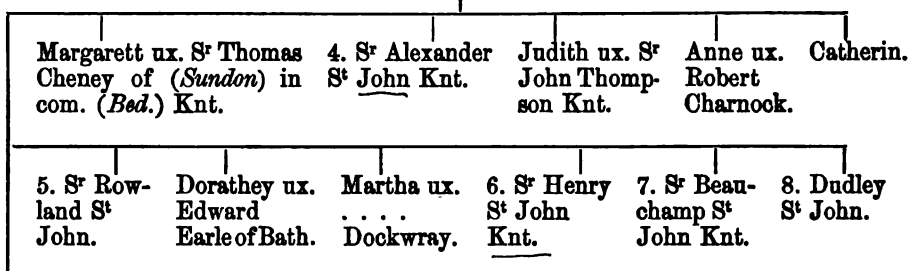 Margarett ux. Sʳ Thomas
Cheney of (Sundon) in
com. (Bed.) Knt.
4. Sʳ Alexander
Sᵗ John Knt.
Judith ux. Sʳ
John Thomp-
son Knt.
Anne ux.
Robert
Charnock.
Catherin.
5. Sʳ Row-
land Sᵗ
John.
Dorathey ux.
Edward
Earle of Bath.
Martha ux.
. . . .
Dockwray.
6. Sʳ Henry
Sᵗ John
Knt.
7. Sʳ Beau-
champ Sᵗ
John Knt.
8. Dudley
Sᵗ John.